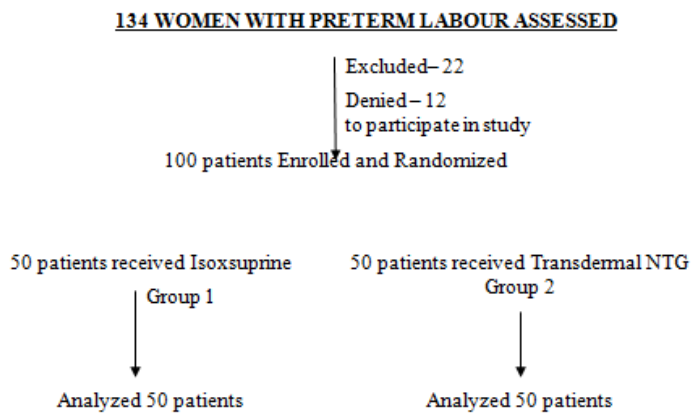 134 WOMEN WITH PRETERM LABOUR ASSESSED
Excluded– 22
Denied – 12
to participate in study
100 patients Enrolled and Randomized
50 patients received Isoxsuprine
Group 1
50 patients received Transdermal NTG
Group 2
Analyzed 50 patients
Analyzed 50 patients